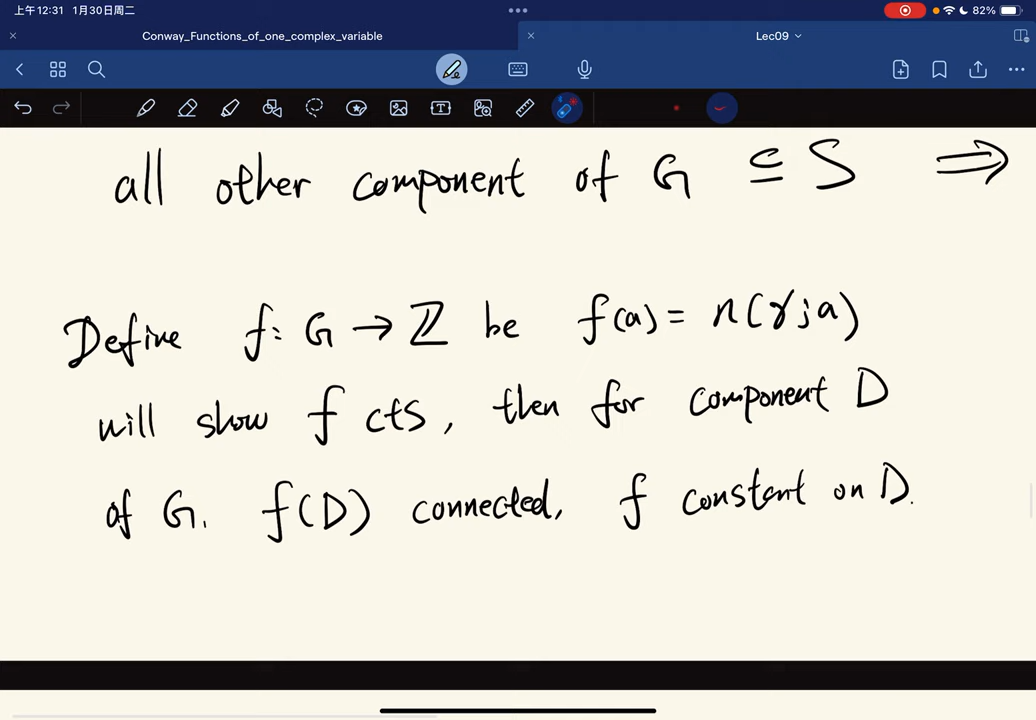 上午12:31 1月30日周二
82%
Conway_Functions_of_one_complex_variable
Lec09
all other component of G ⊆ S ⟹
Define f: G → ℤ be f(a) = n(γ; a)
will show f cts, then for component D
of G. f(D) connected, f constant on D.